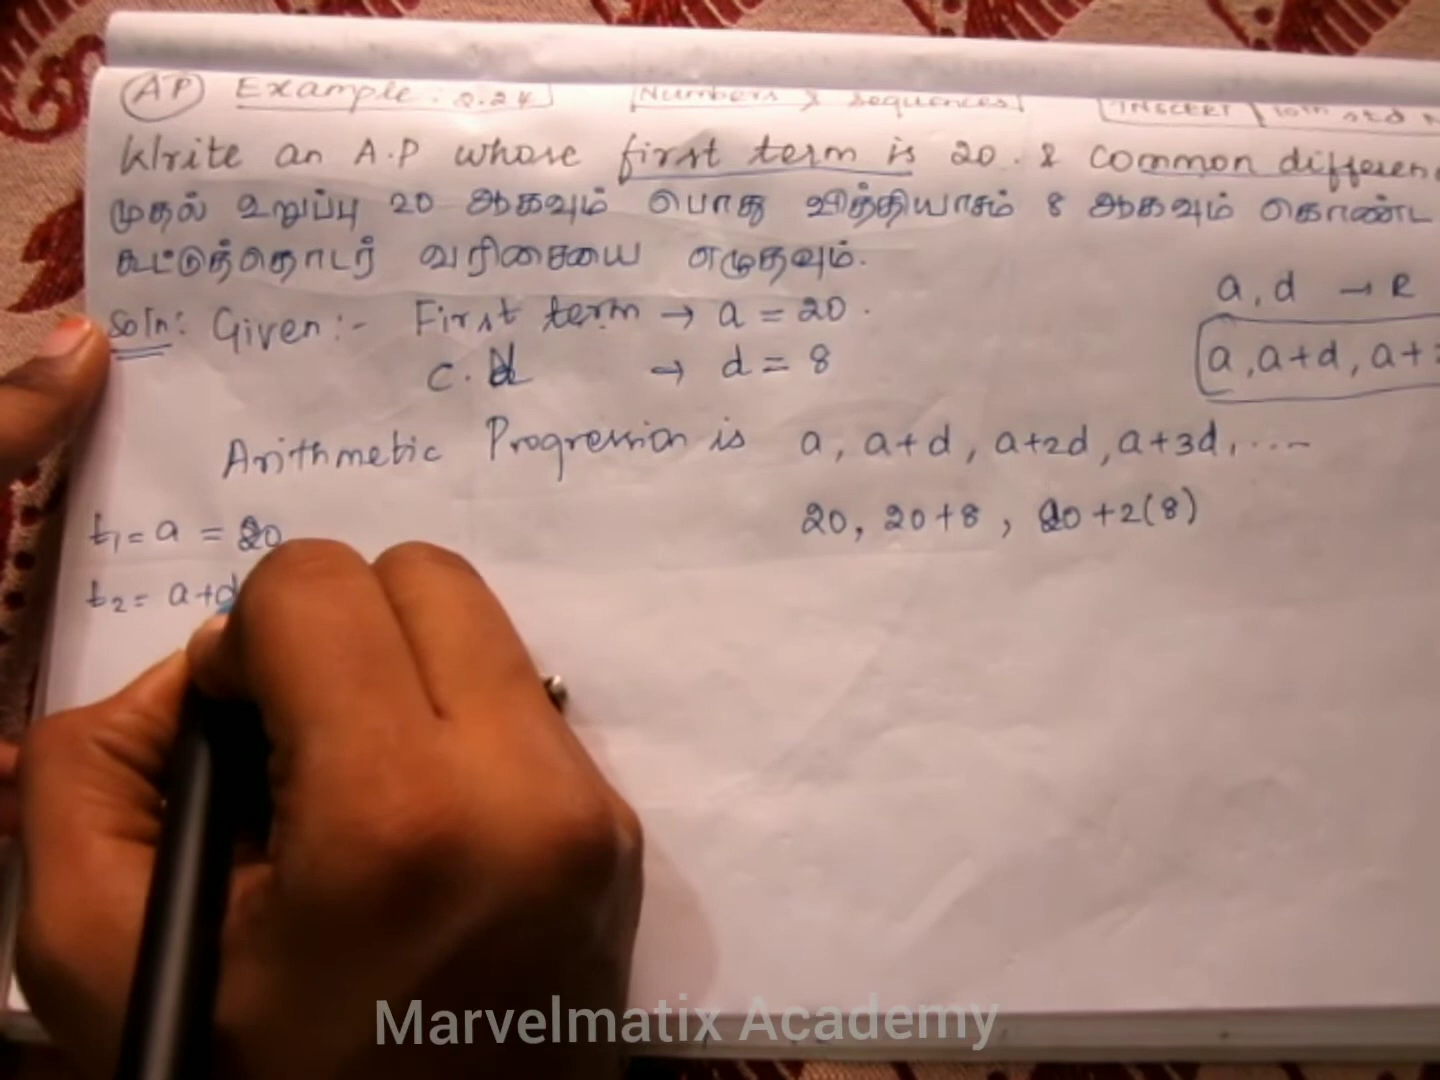 AP Example: 2.24 Numbers & Sequences TNSCERT 10th std
Write an A.P whose first term is 20 & common differen
முதல் உறுப்பு 20 ஆகவும் பொது வித்தியாசம் 8 ஆகவும் கொண்ட
கூட்டுத்தொடர் வரிசையை எழுதவும்.
a, d → R
Soln: Given:- First term → a = 20.
C.d → d = 8
a, a+d, a+
Arithmetic Progression is a, a+d, a+2d, a+3d, ....
20, 20+8, 20+2(8)
t1 = a = 20
t2 = a+d
Marvelmatix Academy